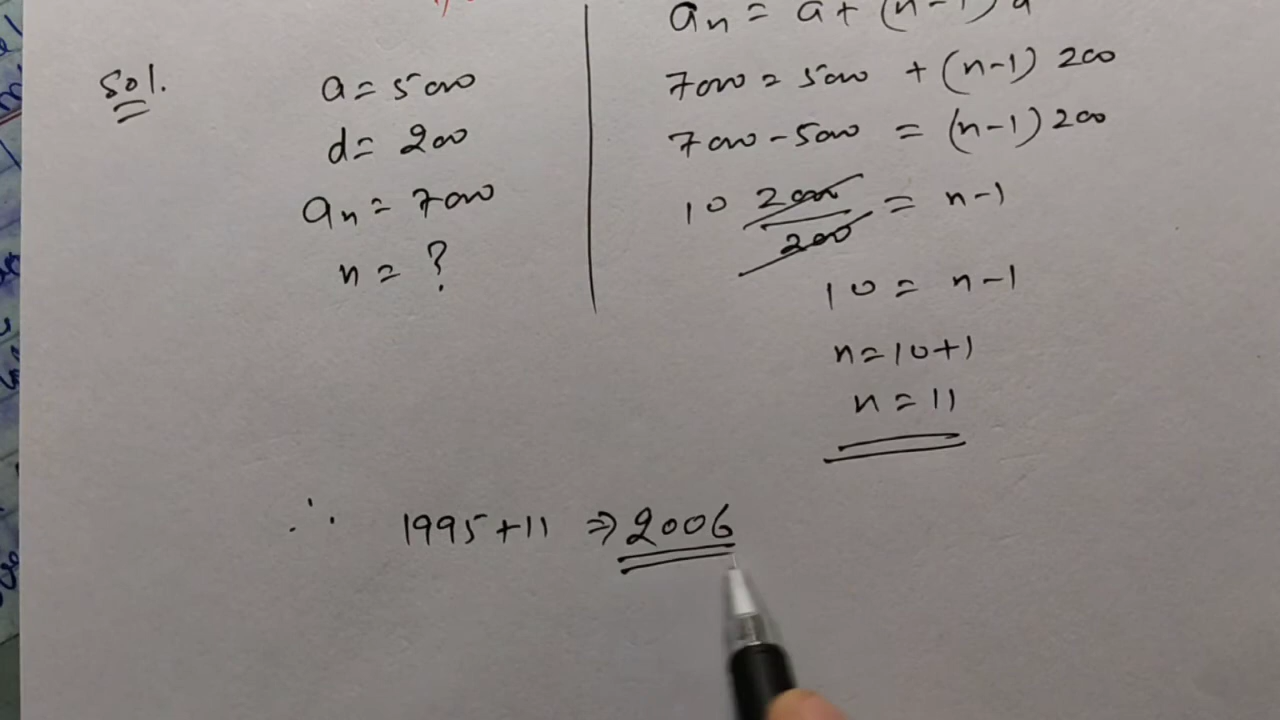 Sol.
a = 5000
d = 200
an = 7000
n = ?
an = a + (n-1) d
7000 = 5000 + (n-1) 200
7000 - 5000 = (n-1) 200
10 2000/200 = n-1
10 = n-1
n = 10+1
n = 11
∴ 1995+11 ⇒ 2006